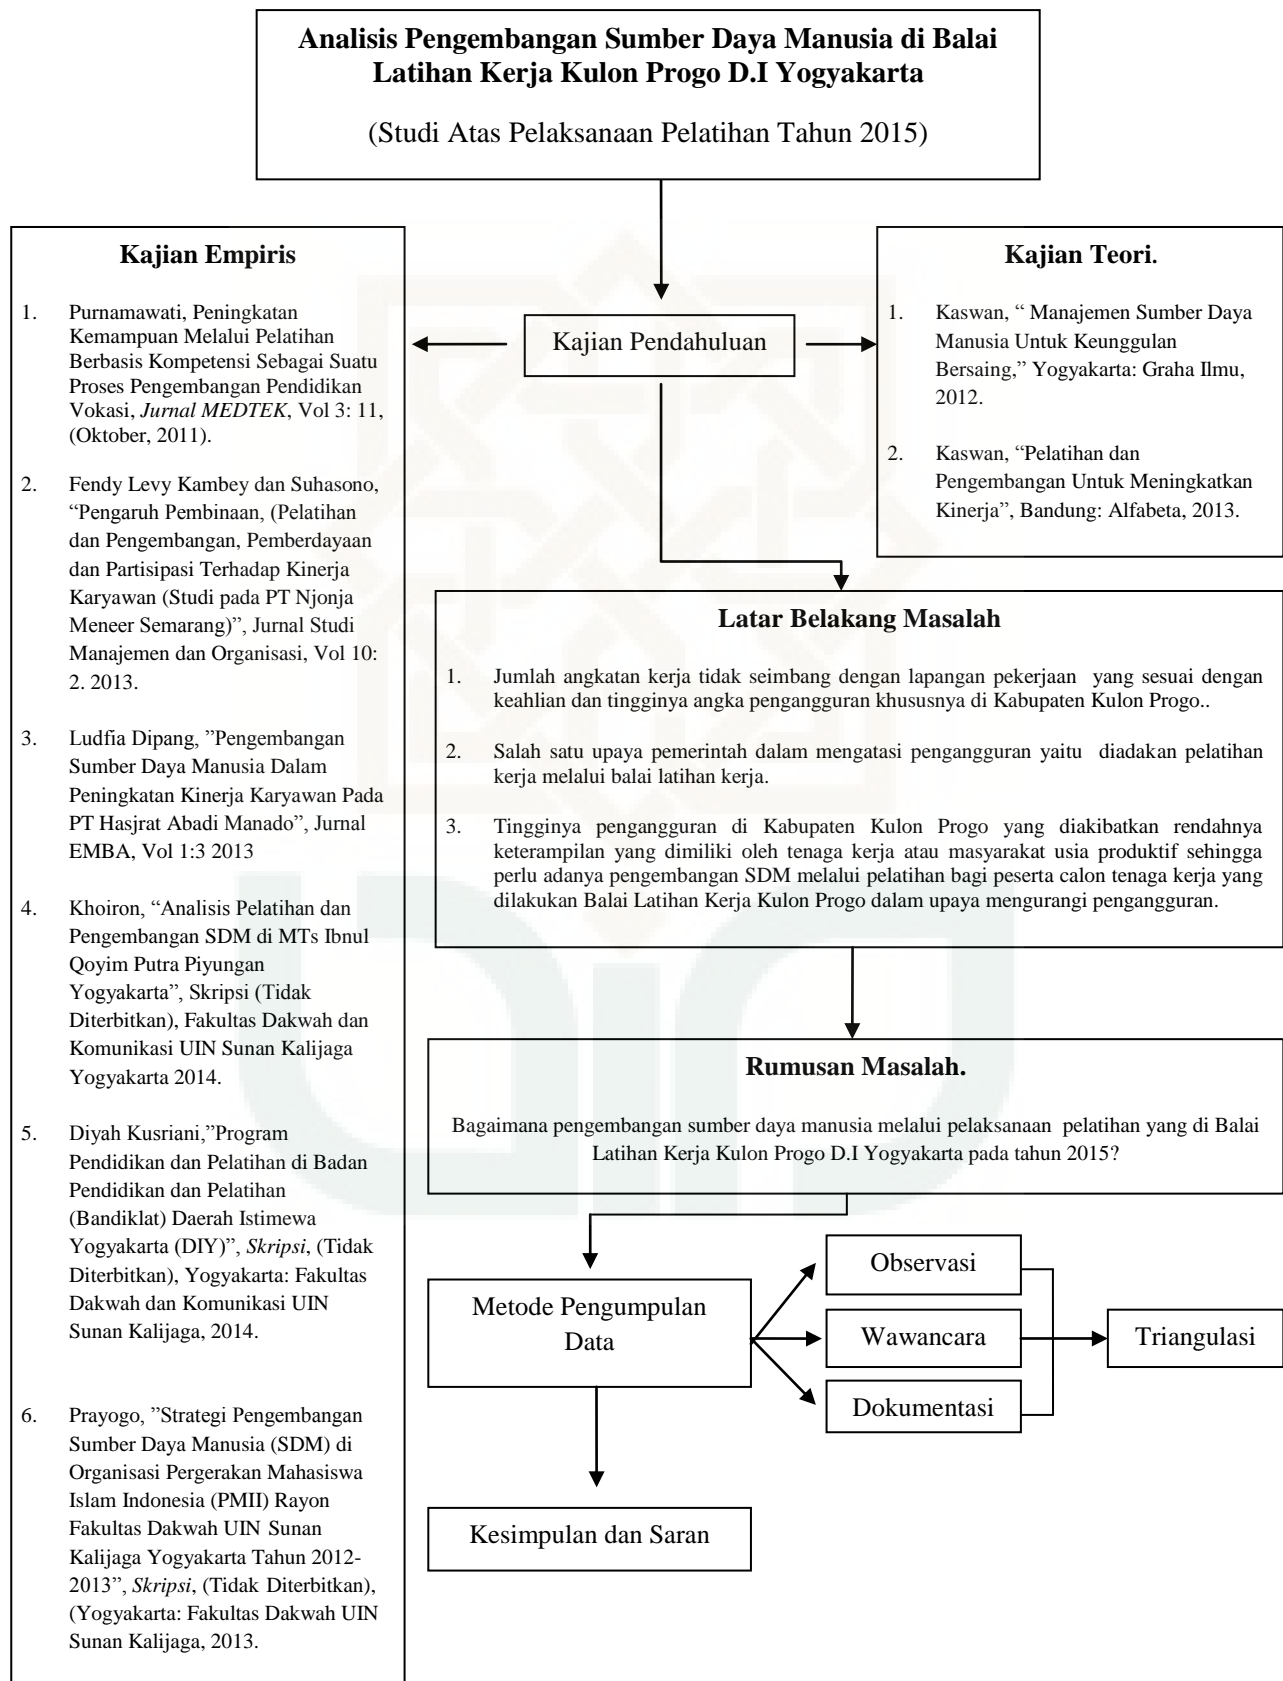 Analisis Pengembangan Sumber Daya Manusia di Balai
Latihan Kerja Kulon Progo D.I Yogyakarta
(Studi Atas Pelaksanaan Pelatihan Tahun 2015)
Kajian Empiris
1. Purnamawati, Peningkatan
Kemampuan Melalui Pelatihan
Berbasis Kompetensi Sebagai Suatu
Proses Pengembangan Pendidikan
Vokasi, Jurnal MEDTEK, Vol 3: 11,
(Oktober, 2011).
2. Fendy Levy Kambey dan Suhasono,
“Pengaruh Pembinaan, (Pelatihan
dan Pengembangan, Pemberdayaan
dan Partisipasi Terhadap Kinerja
Karyawan (Studi pada PT Njonja
Meneer Semarang)”, Jurnal Studi
Manajemen dan Organisasi, Vol 10:
2. 2013.
3. Ludfia Dipang, ”Pengembangan
Sumber Daya Manusia Dalam
Peningkatan Kinerja Karyawan Pada
PT Hasjrat Abadi Manado”, Jurnal
EMBA, Vol 1:3 2013
4. Khoiron, “Analisis Pelatihan dan
Pengembangan SDM di MTs Ibnul
Qoyim Putra Piyungan
Yogyakarta”, Skripsi (Tidak
Diterbitkan), Fakultas Dakwah dan
Komunikasi UIN Sunan Kalijaga
Yogyakarta 2014.
5. Diyah Kusriani,”Program
Pendidikan dan Pelatihan di Badan
Pendidikan dan Pelatihan
(Bandiklat) Daerah Istimewa
Yogyakarta (DIY)”, Skripsi, (Tidak
Diterbitkan), Yogyakarta: Fakultas
Dakwah dan Komunikasi UIN
Sunan Kalijaga, 2014.
6. Prayogo, ”Strategi Pengembangan
Sumber Daya Manusia (SDM) di
Organisasi Pergerakan Mahasiswa
Islam Indonesia (PMII) Rayon
Fakultas Dakwah UIN Sunan
Kalijaga Yogyakarta Tahun 2012-
2013”, Skripsi, (Tidak Diterbitkan),
(Yogyakarta: Fakultas Dakwah UIN
Sunan Kalijaga, 2013.
Kajian Pendahuluan
Kajian Teori.
1. Kaswan, “ Manajemen Sumber Daya
Manusia Untuk Keunggulan
Bersaing,” Yogyakarta: Graha Ilmu,
2012.
2. Kaswan, “Pelatihan dan
Pengembangan Untuk Meningkatkan
Kinerja”, Bandung: Alfabeta, 2013.
Latar Belakang Masalah
1. Jumlah angkatan kerja tidak seimbang dengan lapangan pekerjaan yang sesuai dengan
keahlian dan tingginya angka pengangguran khususnya di Kabupaten Kulon Progo..
2. Salah satu upaya pemerintah dalam mengatasi pengangguran yaitu diadakan pelatihan
kerja melalui balai latihan kerja.
3. Tingginya pengangguran di Kabupaten Kulon Progo yang diakibatkan rendahnya
keterampilan yang dimiliki oleh tenaga kerja atau masyarakat usia produktif sehingga
perlu adanya pengembangan SDM melalui pelatihan bagi peserta calon tenaga kerja yang
dilakukan Balai Latihan Kerja Kulon Progo dalam upaya mengurangi pengangguran.
Rumusan Masalah.
Bagaimana pengembangan sumber daya manusia melalui pelaksanaan pelatihan yang di Balai
Latihan Kerja Kulon Progo D.I Yogyakarta pada tahun 2015?
Metode Pengumpulan
Data
Observasi
Wawancara
Dokumentasi
Triangulasi
Kesimpulan dan Saran